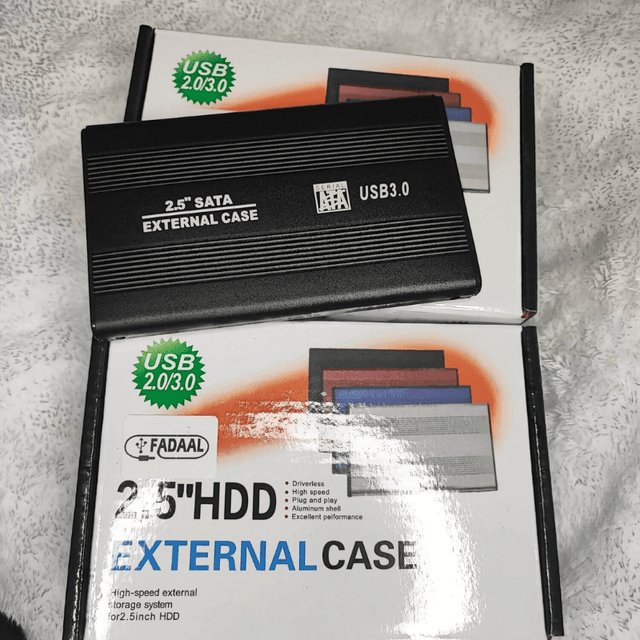 USB
2.0/3.0
2.5" SATA
EXTERNAL CASE
SERIAL
ATA
USB3.0
USB
2.0/3.0
FADAAL
2.5"HDD
Driverless
High speed
Plug and play
Aluminum shell
Excellent pelformance
EXTERNAL CASE
High-speed external
storage system
for2.5inch HDD